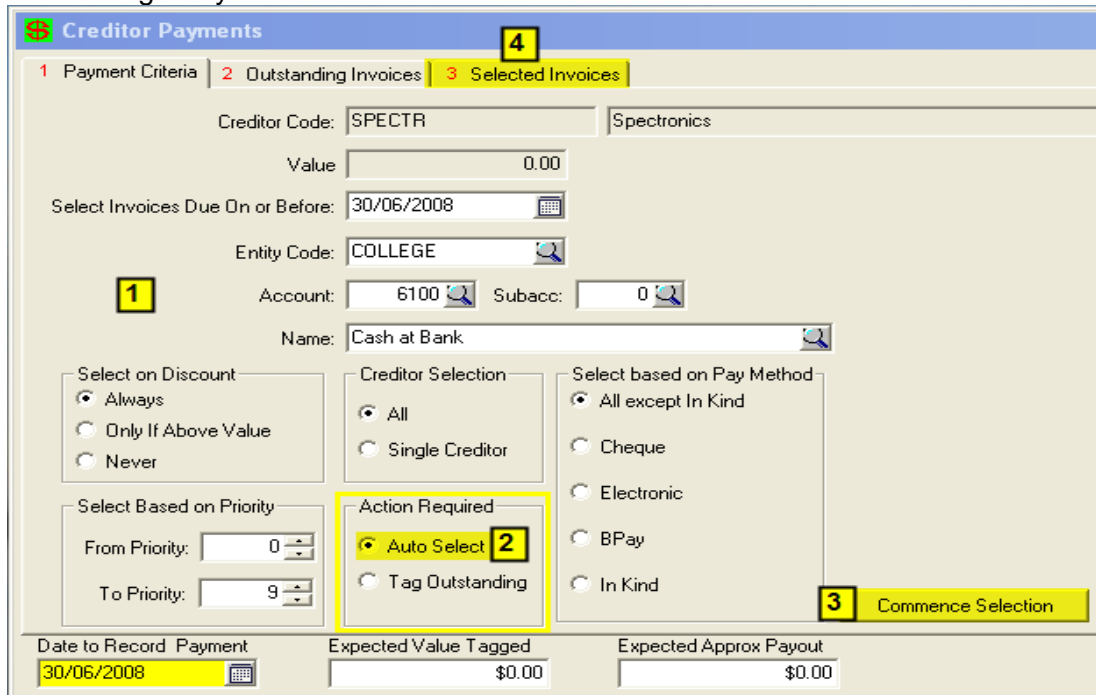 Creditor Payments
4
1 Payment Criteria 2 Outstanding Invoices 3 Selected Invoices
Creditor Code: SPECTR Spectronics
Value 0.00
Select Invoices Due On or Before: 30/06/2008
Entity Code: COLLEGE
1 Account: 6100 Subacc: 0
Name: Cash at Bank
Select on Discount
Always
Only If Above Value
Never
Creditor Selection
All
Single Creditor
Select based on Pay Method
All except In Kind
Cheque
Electronic
BPay
In Kind
Select Based on Priority
From Priority: 0
To Priority: 9
Action Required
Auto Select 2
Tag Outstanding
3 Commence Selection
Date to Record Payment Expected Value Tagged Expected Approx Payout
30/06/2008 $0.00 $0.00